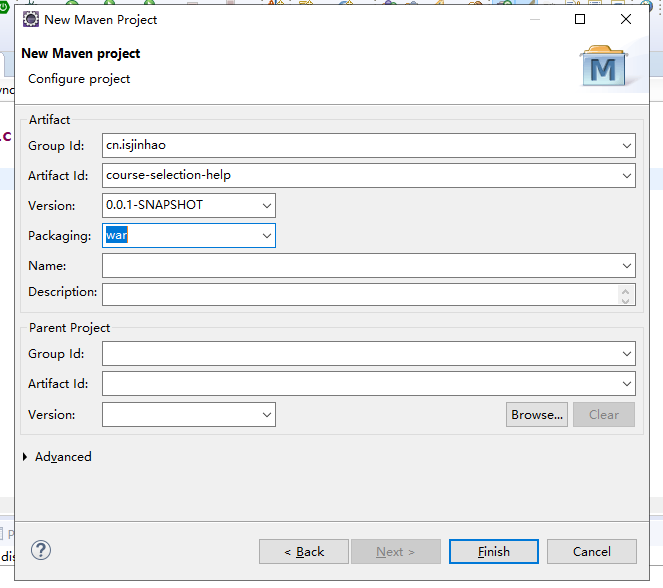 New Maven Project
New Maven project
Configure project
M
Artifact
Group Id: cn.isjinhao
Artifact Id: course-selection-help
Version: 0.0.1-SNAPSHOT
Packaging: war
Name:
Description:
Parent Project
Group Id:
Artifact Id:
Version: Browse... Clear
Advanced
? < Back Next > Finish Cancel